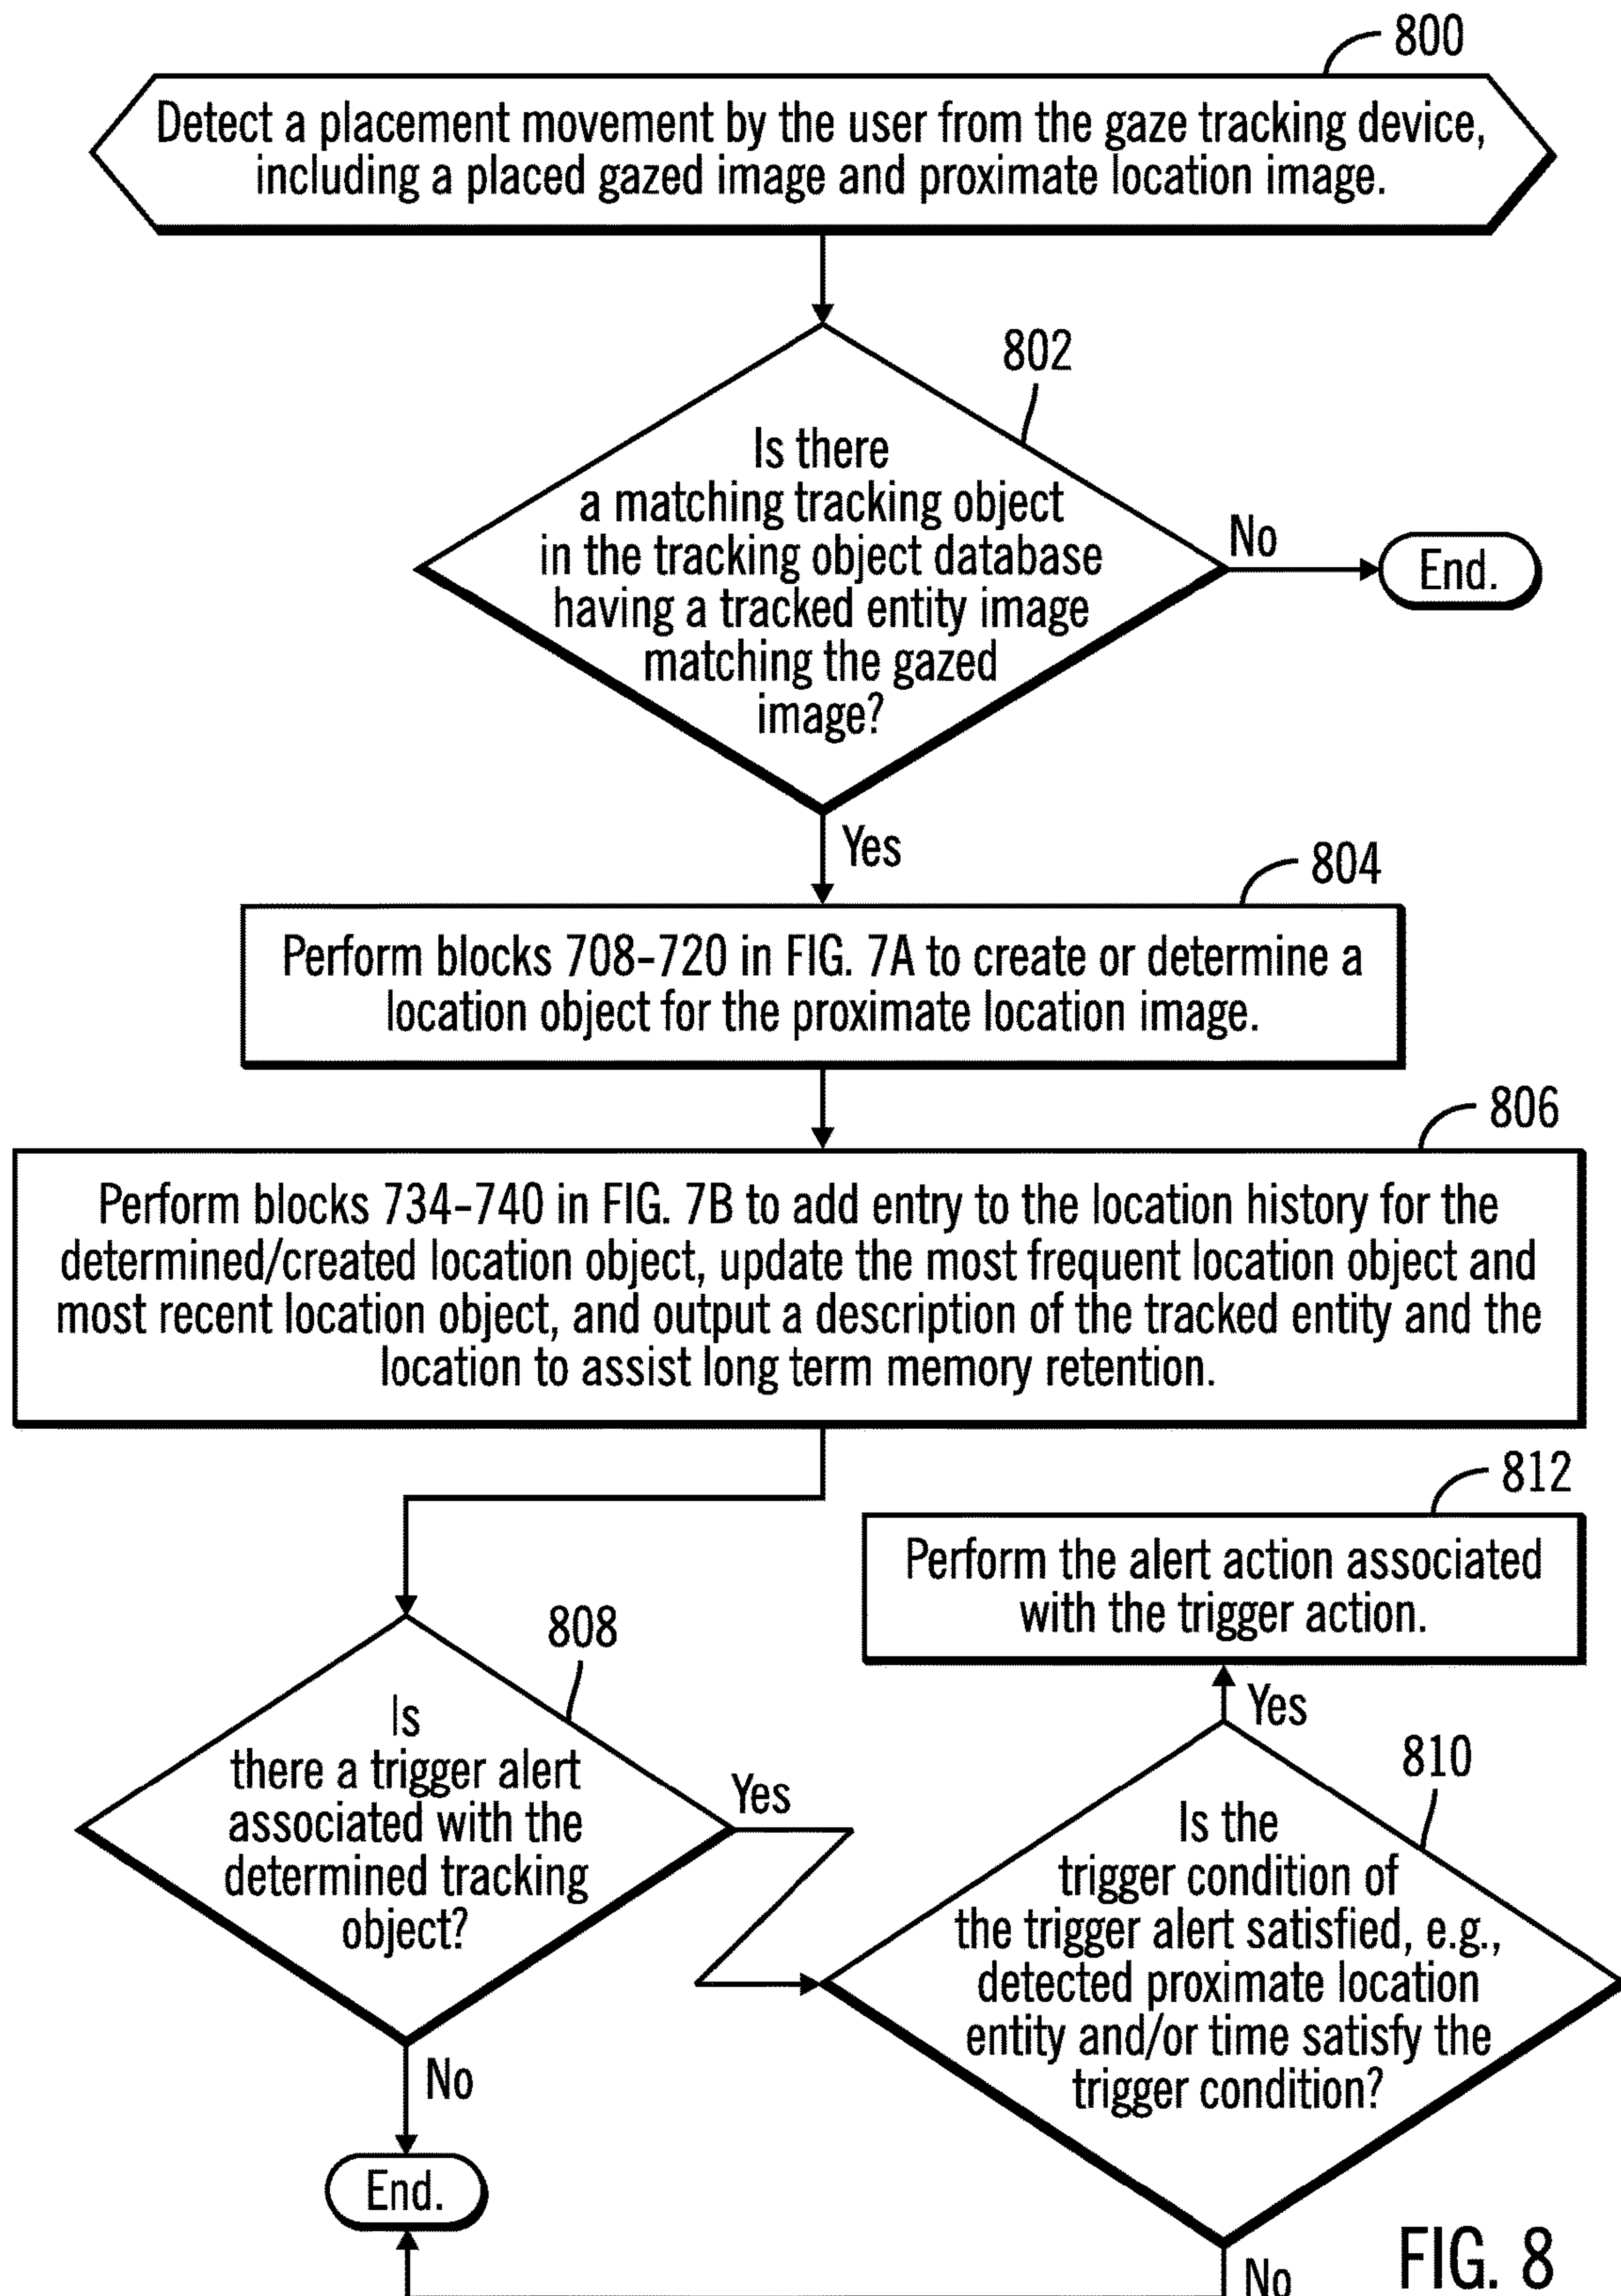 800
Detect a placement movement by the user from the gaze tracking device,
including a placed gazed image and proximate location image.
802
Is there
a matching tracking object
in the tracking object database
having a tracked entity image
matching the gazed
image?
No
End.
Yes
804
Perform blocks 708-720 in FIG. 7A to create or determine a
location object for the proximate location image.
806
Perform blocks 734-740 in FIG. 7B to add entry to the location history for the
determined/created location object, update the most frequent location object and
most recent location object, and output a description of the tracked entity and the
location to assist long term memory retention.
812
Perform the alert action associated
with the trigger action.
808
Is
there a trigger alert
associated with the
determined tracking
object?
Yes
Yes
810
Is the
trigger condition of
the trigger alert satisfied, e.g.,
detected proximate location
entity and/or time satisfy the
trigger condition?
No
End.
No
FIG. 8